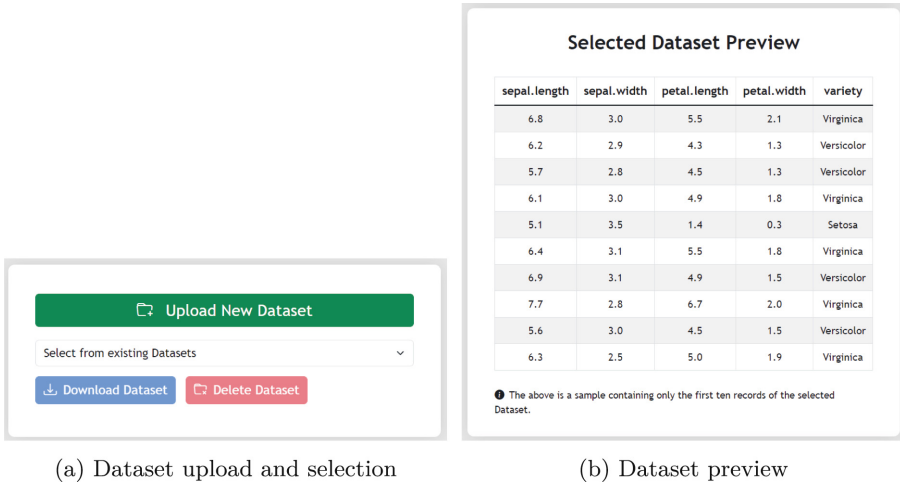 Upload New Dataset
Select from existing Datasets
Download Dataset Delete Dataset
(a) Dataset upload and selection
Selected Dataset Preview
sepal.length sepal.width petal.length petal.width variety
6.8 3.0 5.5 2.1 Virginica
6.2 2.9 4.3 1.3 Versicolor
5.7 2.8 4.5 1.3 Versicolor
6.1 3.0 4.9 1.8 Virginica
5.1 3.5 1.4 0.3 Setosa
6.4 3.1 5.5 1.8 Virginica
6.9 3.1 4.9 1.5 Versicolor
7.7 2.8 6.7 2.0 Virginica
5.6 3.0 4.5 1.5 Versicolor
6.3 2.5 5.0 1.9 Virginica
The above is a sample containing only the first ten records of the selected
Dataset.
(b) Dataset preview